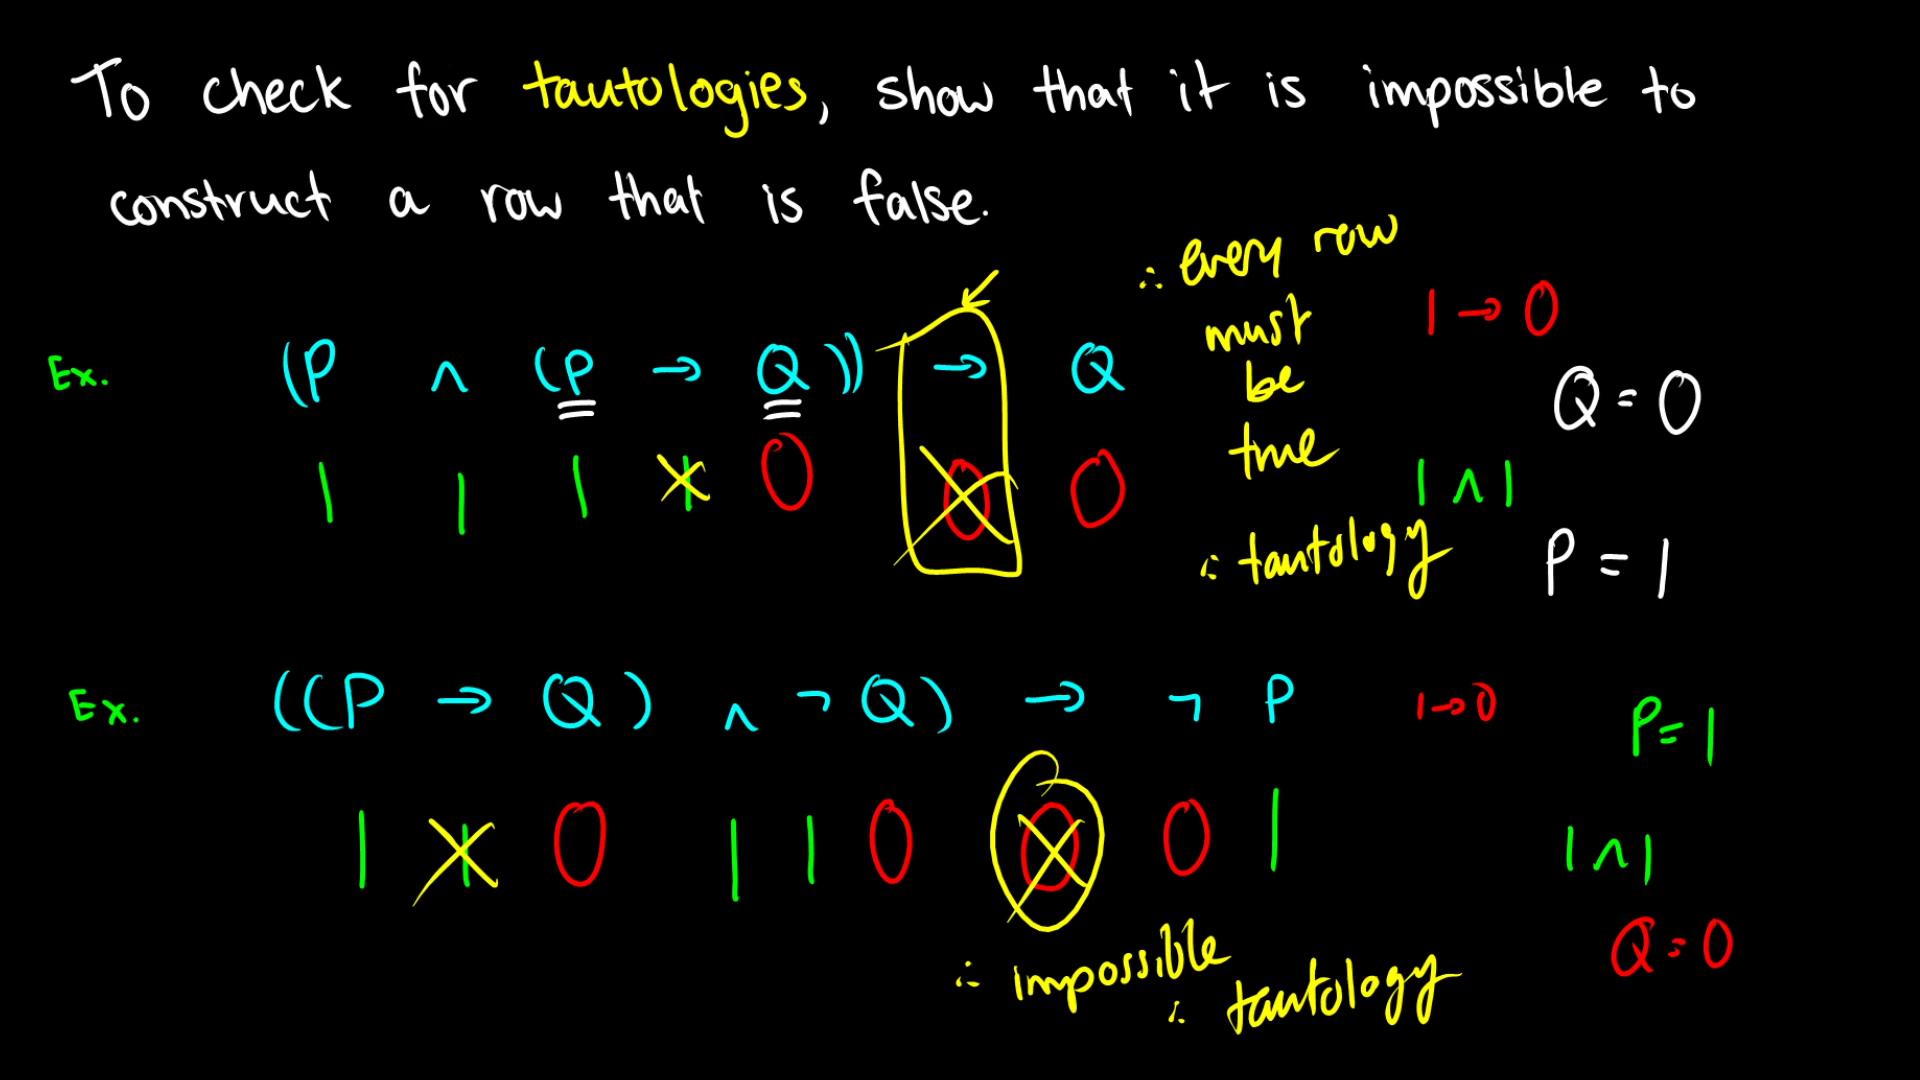 To check for tautologies, show that it is impossible to
construct a row that is false.
∴ every row
must
be
true
∴ tautology
1 → 0
Q = 0
1 ∧ 1
P = 1
Ex. (P ∧ (P → Q)) → Q
1 1 1 1 0 0 0
Ex. ((P → Q) ∧ ¬ Q) → ¬ P
1 → 0
P = 1
1 1 0 1 1 0 0 0 1
1 ∧ 1
Q = 0
∴ impossible
∴ tautology